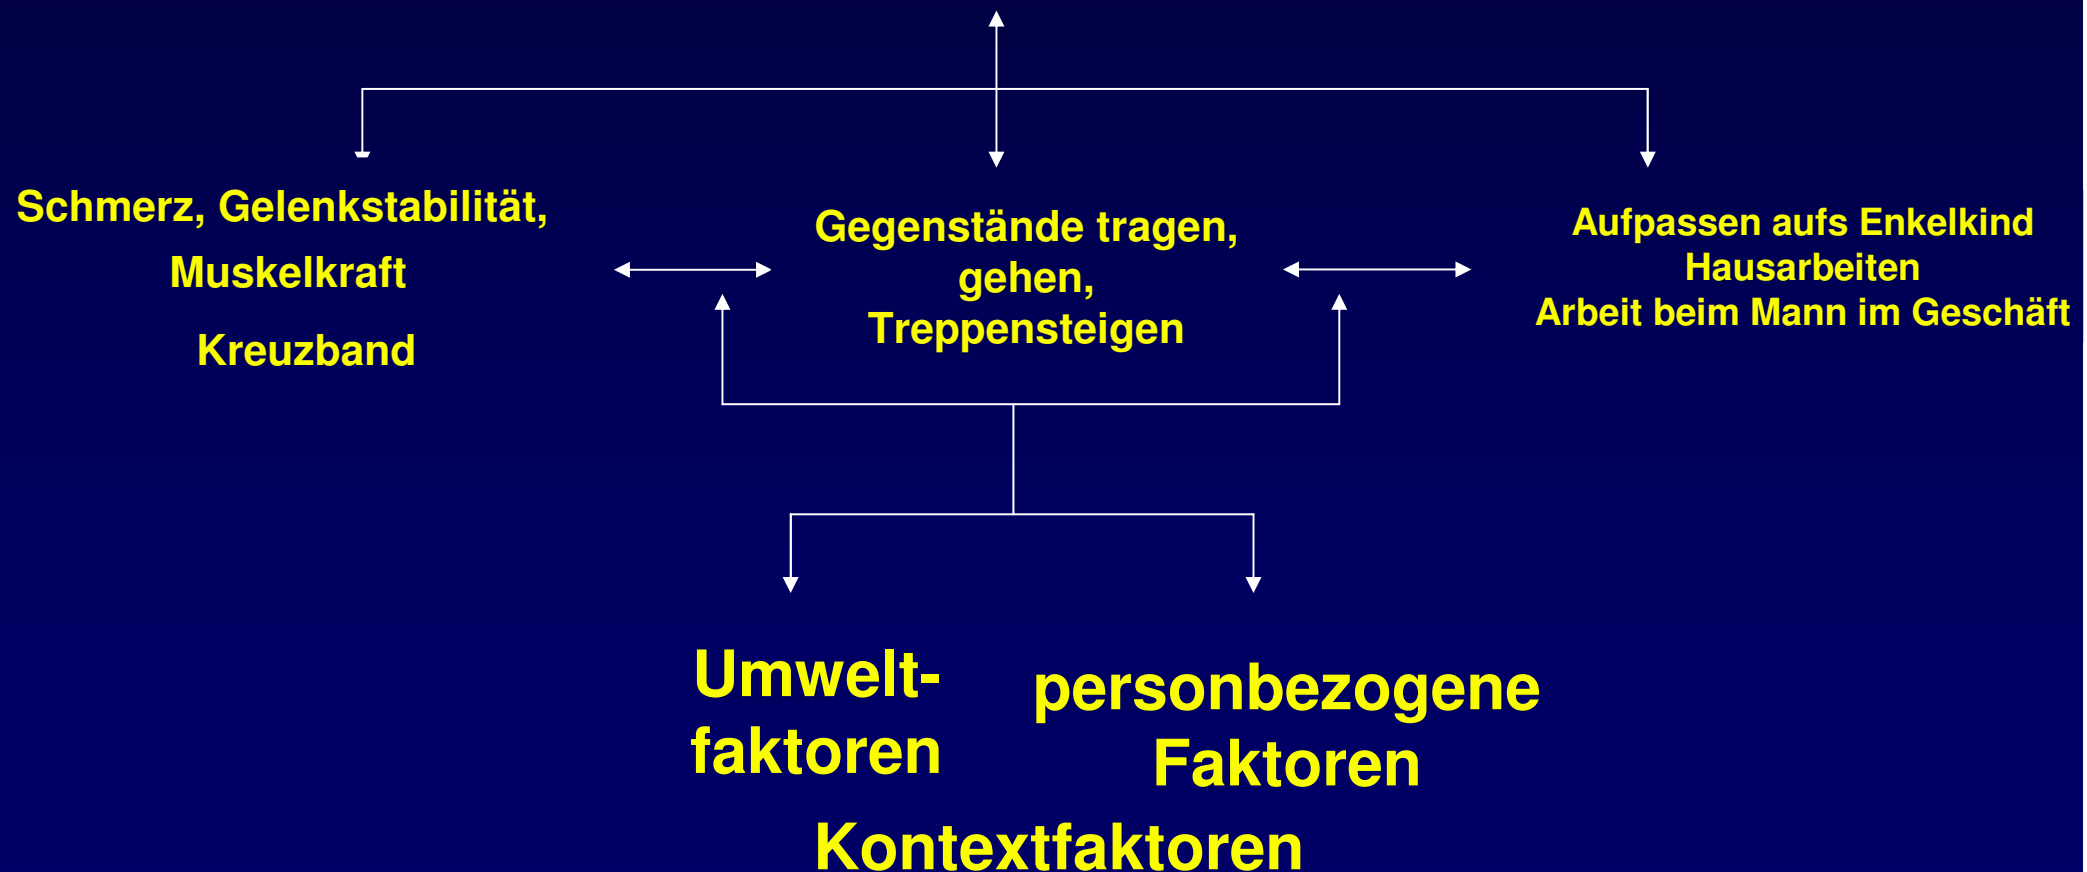 Schmerz, Gelenkstabilität,
Muskelkraft
Kreuzband
Gegenstände tragen,
gehen,
Treppensteigen
Aufpassen aufs Enkelkind
Hausarbeiten
Arbeit beim Mann im Geschäft
Umwelt-
faktoren
personbezogene
Faktoren
Kontextfaktoren